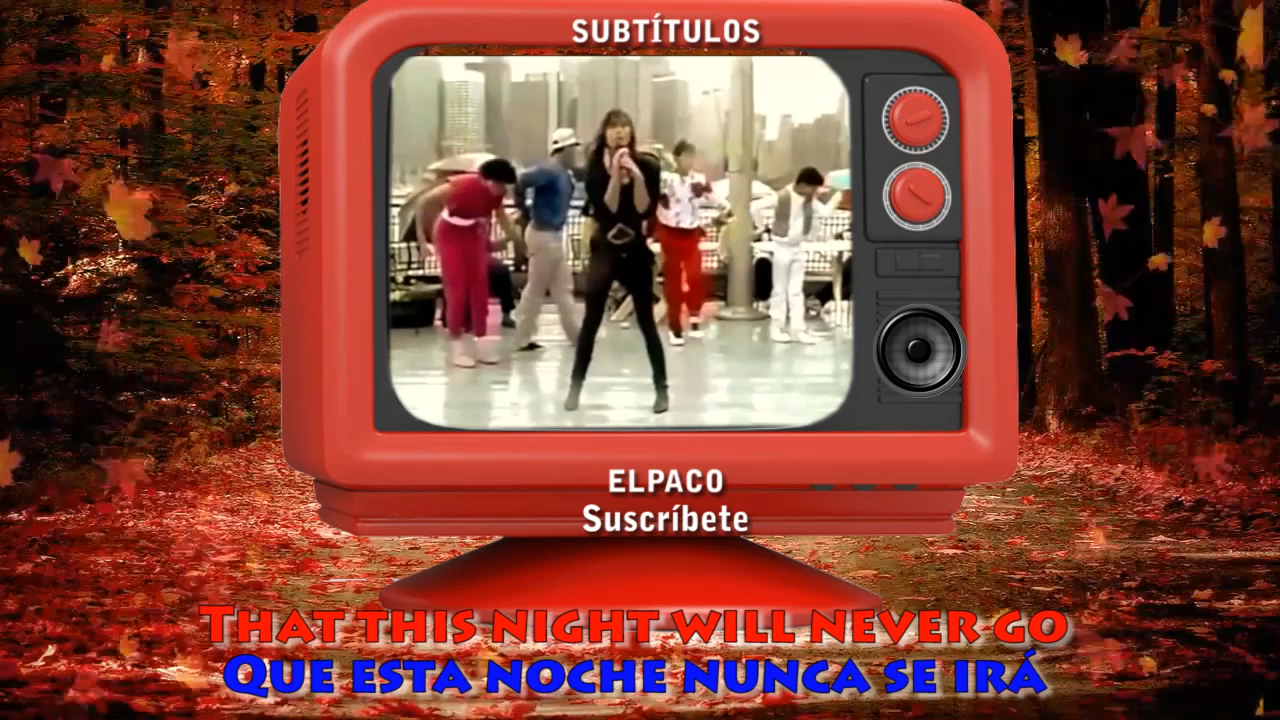 SUBTÍTULOS
ELPACO
Suscríbete
THAT THIS NIGHT WILL NEVER GO
QUE ESTA NOCHE NUNCA SE IRÁ